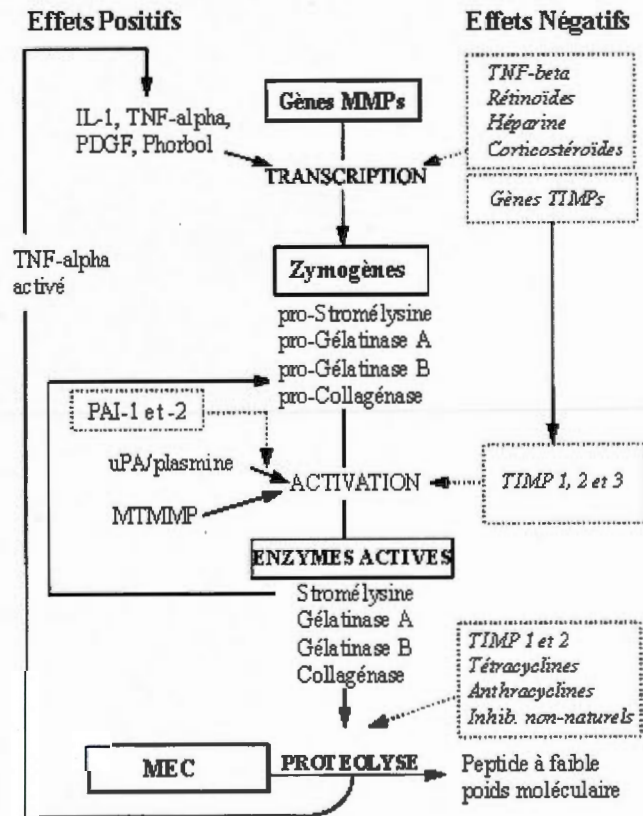 Effets Positifs
Effets Négatifs
TNF-beta
Rétinoïdes
Héparine
Corticostéroïdes
Gènes MMPs
IL-1, TNF-alpha,
PDGF, Phorbol
TRANSCRIPTION
Gènes TIMPs
TNF-alpha
activé
Zymogènes
pro-Stromélysine
pro-Gélatinase A
pro-Gélatinase B
pro-Collagénase
PAI-1 et -2
uPA/plasmine
ACTIVATION
TIMP 1, 2 et 3
MTMMP
ENZYMES ACTIVES
Stromélysine
Gélatinase A
Gélatinase B
Collagénase
TIMP 1 et 2
Tétracyclines
Anthracyclines
Inhib. non-naturels
MEC
PROTEOLYSE
Peptide à faible
poids moléculaire